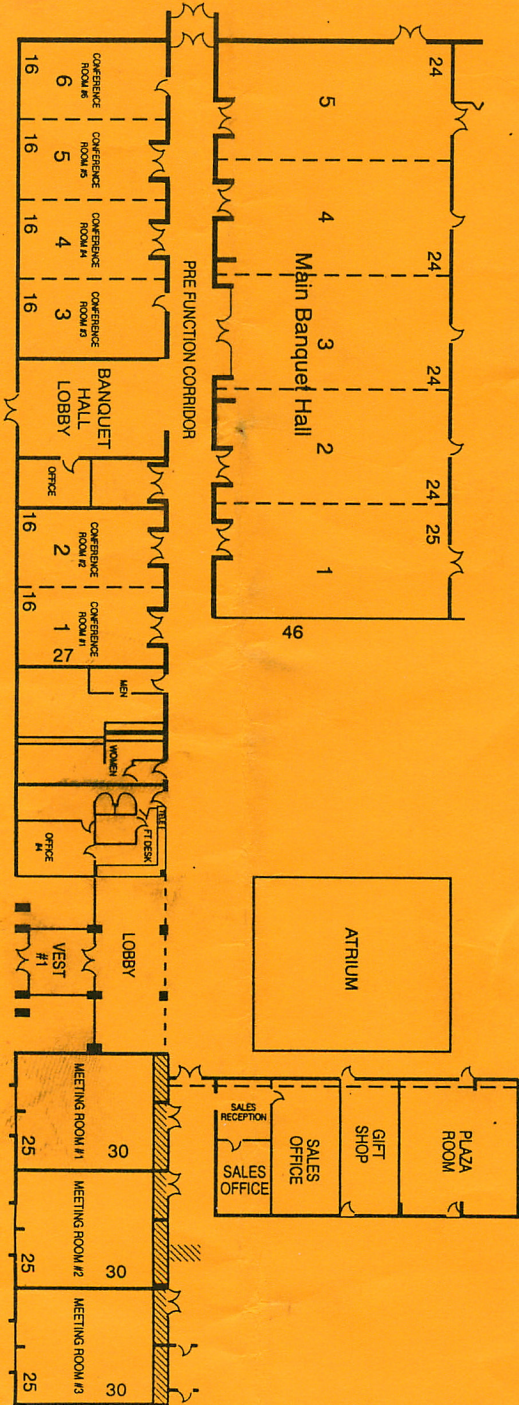 24
5
24
4
Main Banquet Hall
24
3
24
2
25
1
46
PRE FUNCTION CORRIDOR
CONFERENCE
ROOM #6
6
16
CONFERENCE
ROOM #5
5
16
CONFERENCE
ROOM #4
4
16
CONFERENCE
ROOM #3
3
16
BANQUET
HALL
LOBBY
OFFICE
CONFERENCE
ROOM #2
2
16
CONFERENCE
ROOM #1
1
27
16
MEN
WOMEN
FT DESK
OFFICE
#4
LOBBY
VEST
#1
ATRIUM
MEETING ROOM #1
30
25
MEETING ROOM #2
30
25
MEETING ROOM #3
30
25
SALES
RECEPTION
SALES
OFFICE
SALES
OFFICE
GIFT
SHOP
PLAZA
ROOM